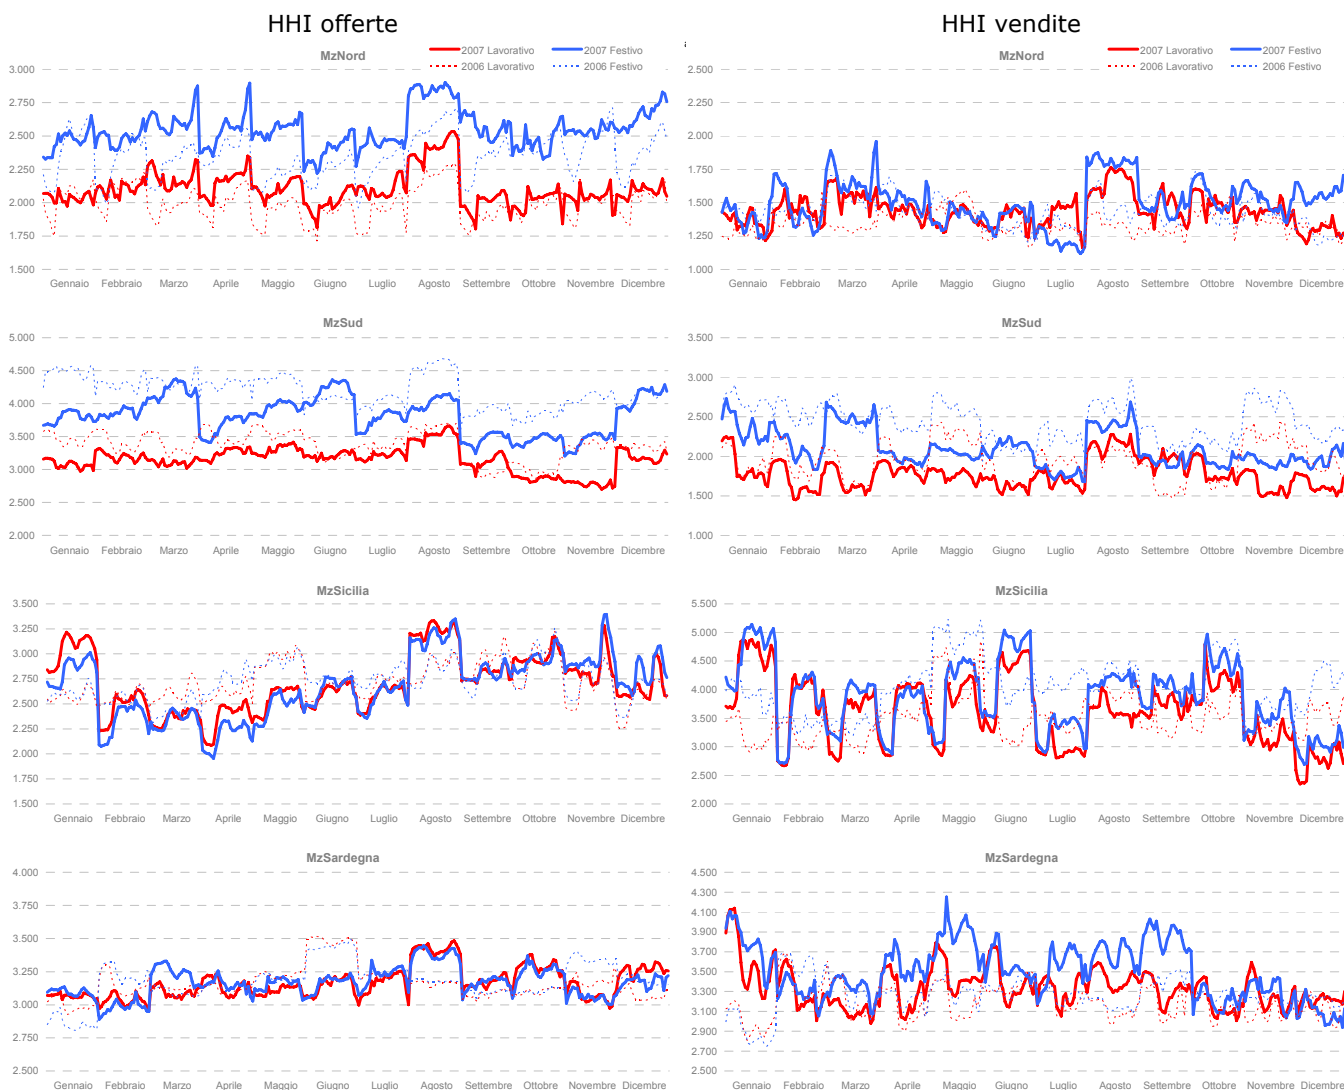 HHI offerte
HHI vendite
MzNord
2007 Lavorativo
2007 Festivo
2006 Lavorativo
2006 Festivo
3.000
2.750
2.500
2.250
2.000
1.750
1.500
Gennaio Febbraio Marzo Aprile Maggio Giugno Luglio Agosto Settembre Ottobre Novembre Dicembre
MzNord
2007 Lavorativo
2007 Festivo
2006 Lavorativo
2006 Festivo
2.500
2.250
2.000
1.750
1.500
1.250
1.000
Gennaio Febbraio Marzo Aprile Maggio Giugno Luglio Agosto Settembre Ottobre Novembre Dicembre
MzSud
5.000
4.500
4.000
3.500
3.000
2.500
2.000
Gennaio Febbraio Marzo Aprile Maggio Giugno Luglio Agosto Settembre Ottobre Novembre Dicembre
MzSud
3.500
3.000
2.500
2.000
1.500
1.000
Gennaio Febbraio Marzo Aprile Maggio Giugno Luglio Agosto Settembre Ottobre Novembre Dicembre
MzSicilia
3.500
3.250
3.000
2.750
2.500
2.250
2.000
1.750
1.500
Gennaio Febbraio Marzo Aprile Maggio Giugno Luglio Agosto Settembre Ottobre Novembre Dicembre
MzSicilia
5.500
5.000
4.500
4.000
3.500
3.000
2.500
2.000
Gennaio Febbraio Marzo Aprile Maggio Giugno Luglio Agosto Settembre Ottobre Novembre Dicembre
MzSardegna
4.000
3.750
3.500
3.250
3.000
2.750
2.500
Gennaio Febbraio Marzo Aprile Maggio Giugno Luglio Agosto Settembre Ottobre Novembre Dicembre
MzSardegna
4.500
4.300
4.100
3.900
3.700
3.500
3.300
3.100
2.900
2.700
2.500
Gennaio Febbraio Marzo Aprile Maggio Giugno Luglio Agosto Settembre Ottobre Novembre Dicembre